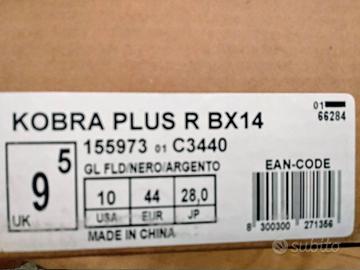 01
66284
KOBRA PLUS R BX14
155973 01 C3440
GL FLD/NERO/ARGENTO
9 5
UK
10 44 28,0
USA EUR JP
MADE IN CHINA
EAN-CODE
8 300300 271356
subito